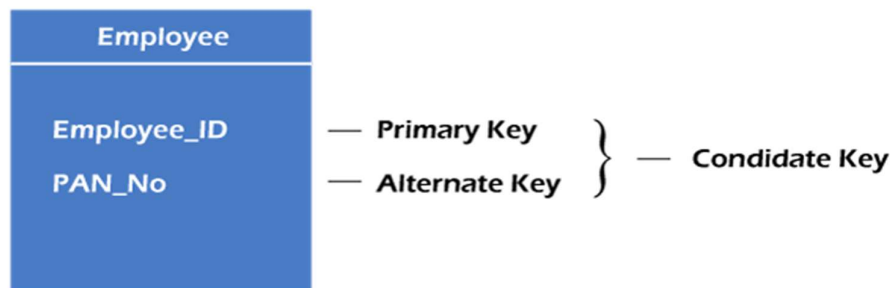 Employee
Employee_ID — Primary Key
PAN_No — Alternate Key
Condidate Key